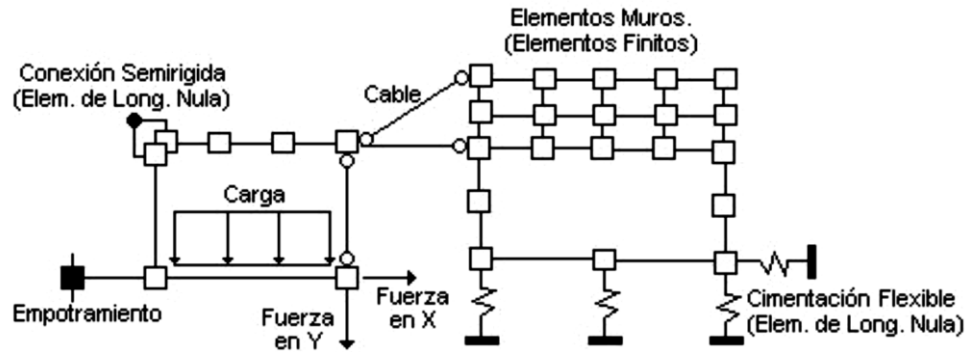 Elementos Muros.
(Elementos Finitos)
Conexión Semirigida
(Elem. de Long. Nula)
Cable
Carga
Empotramiento
Fuerza
en X
Fuerza
en Y
Cimentación Flexible
(Elem. de Long. Nula)